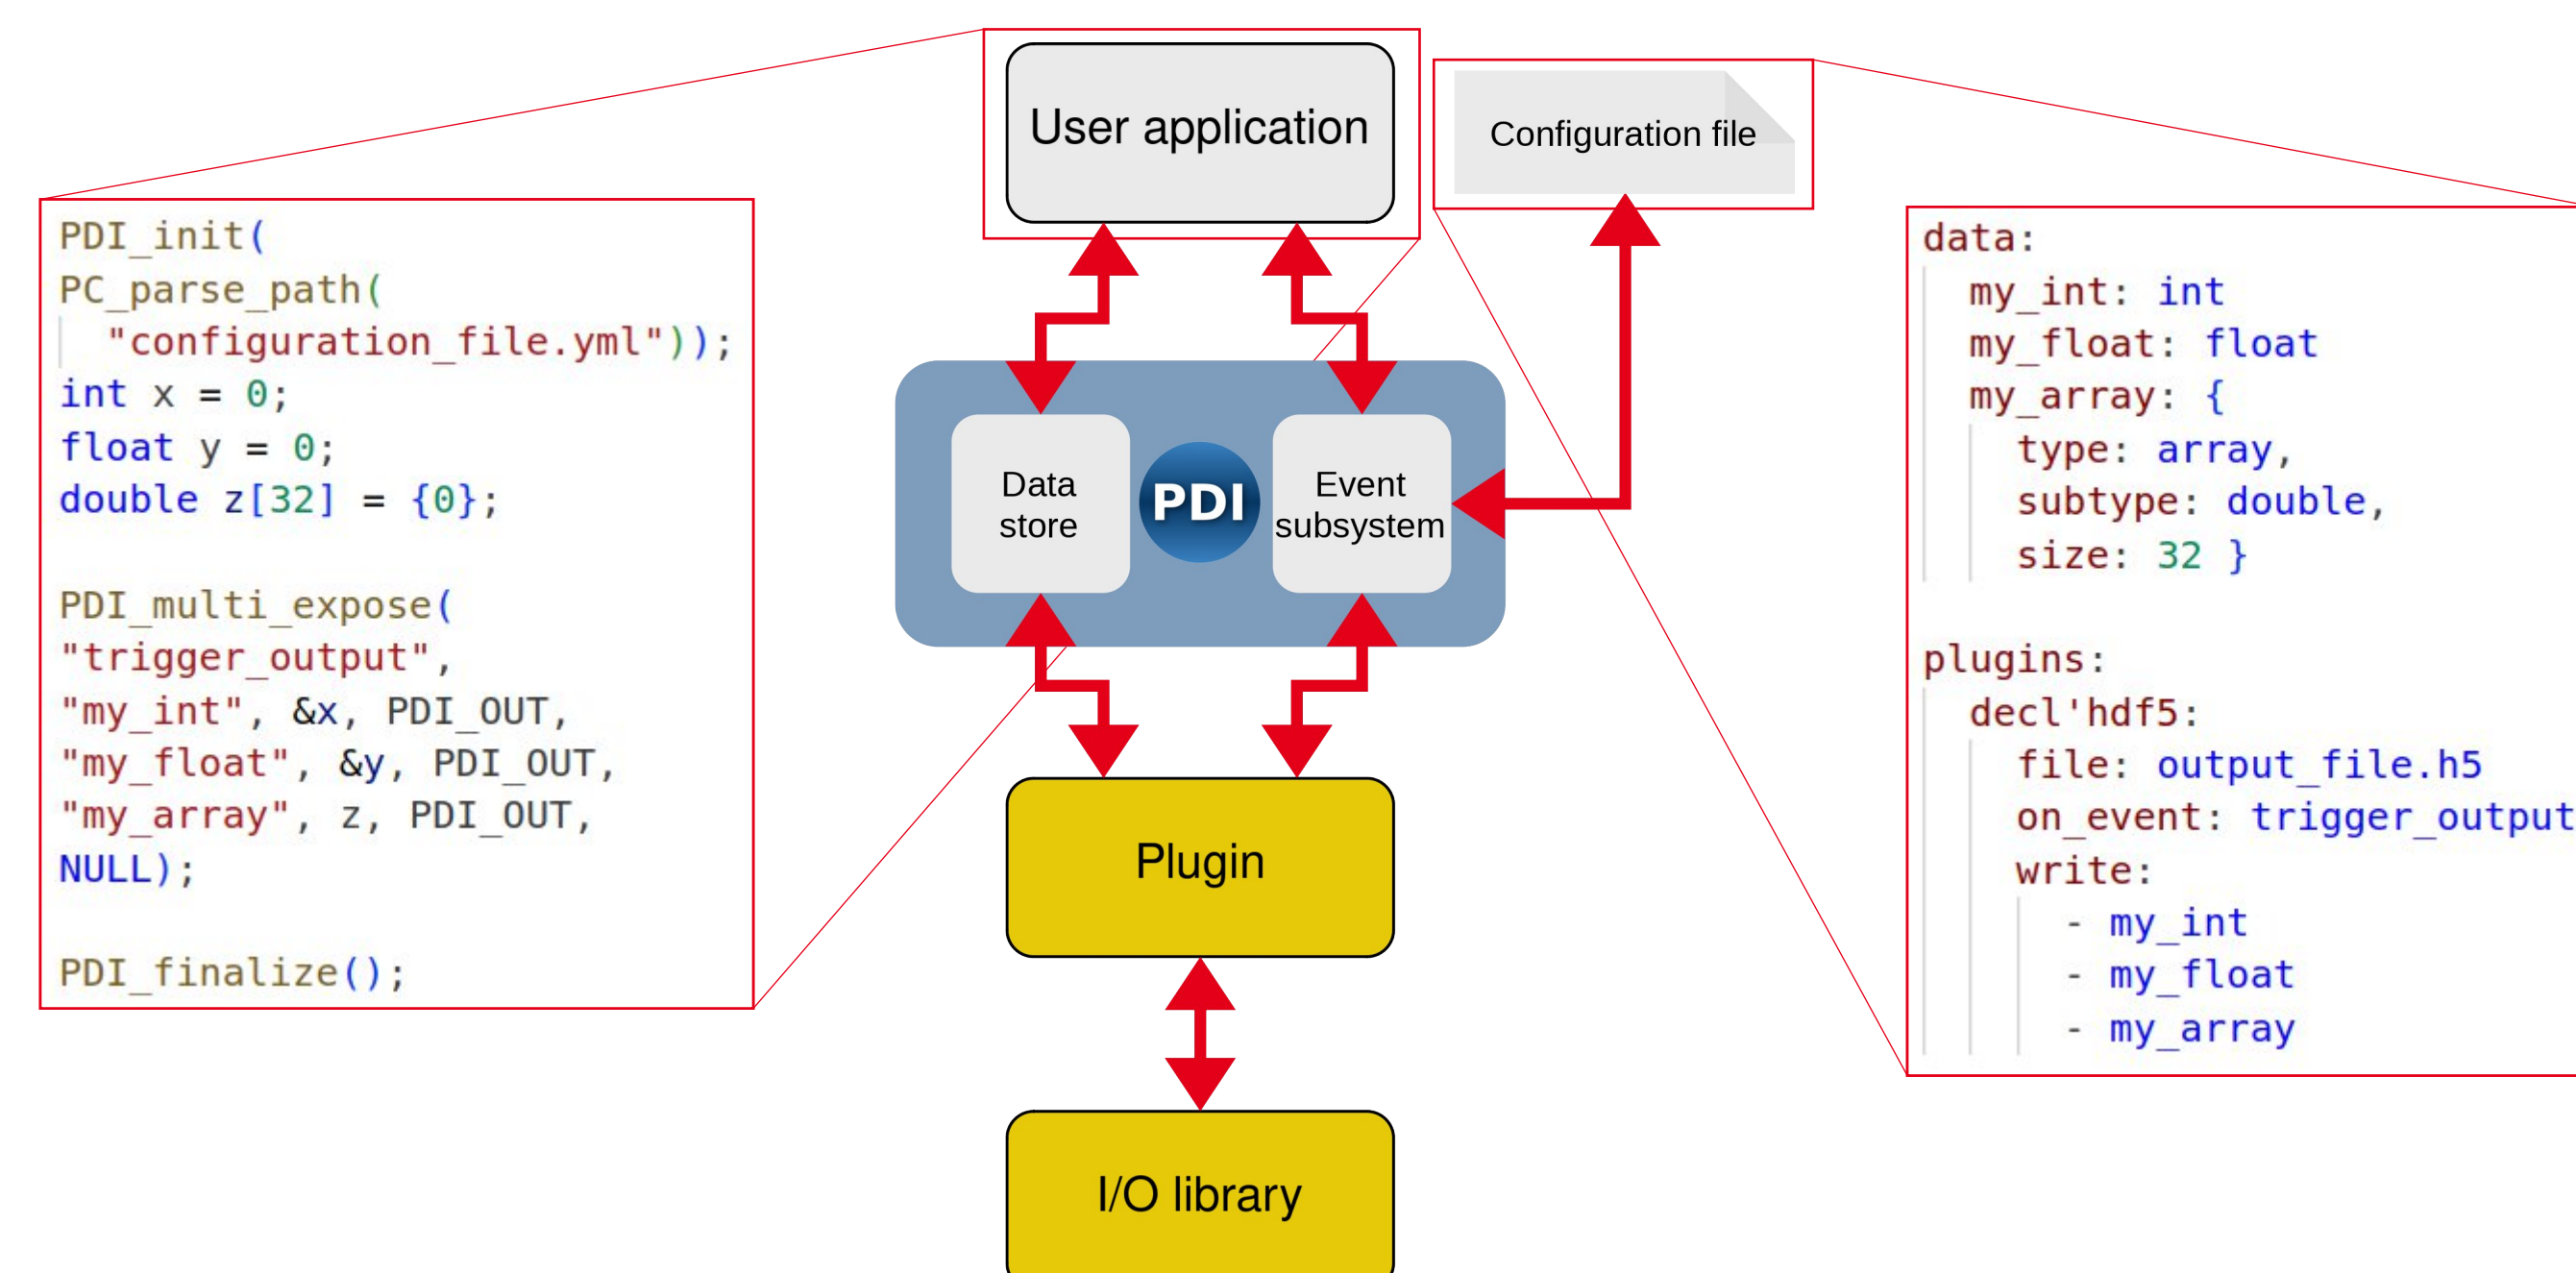 User application
Configuration file
PDI_init(
PC_parse_path(
"configuration_file.yml"));
int x = 0;
float y = 0;
double z[32] = {0};
PDI_multi_expose(
"trigger_output",
"my_int", &x, PDI_OUT,
"my_float", &y, PDI_OUT,
"my_array", z, PDI_OUT,
NULL);
PDI_finalize();
Data
store
PDI
Event
subsystem
Plugin
I/O library
data:
my_int: int
my_float: float
my_array: {
type: array,
subtype: double,
size: 32 }
plugins:
decl'hdf5:
file: output_file.h5
on_event: trigger_output
write:
- my_int
- my_float
- my_array